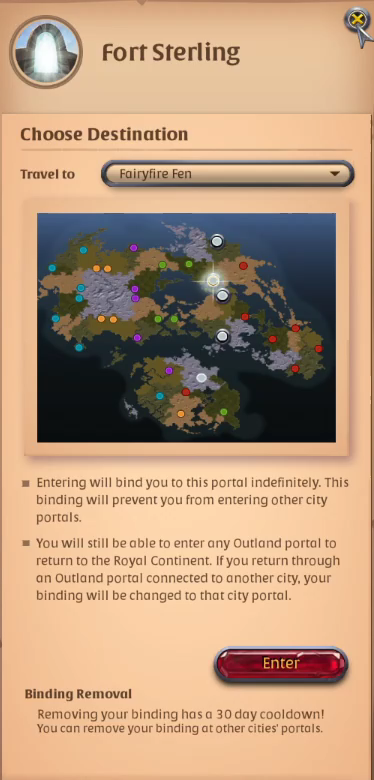 Fort Sterling
Choose Destination
Travel to
Fairyfire Fen
Entering will bind you to this portal indefinitely. This
binding will prevent you from entering other city
portals.
You will still be able to enter any Outland portal to
return to the Royal Continent. If you return through
an Outland portal connected to another city, your
binding will be changed to that city portal.
Enter
Binding Removal
Removing your binding has a 30 day cooldown!
You can remove your binding at other cities' portals.